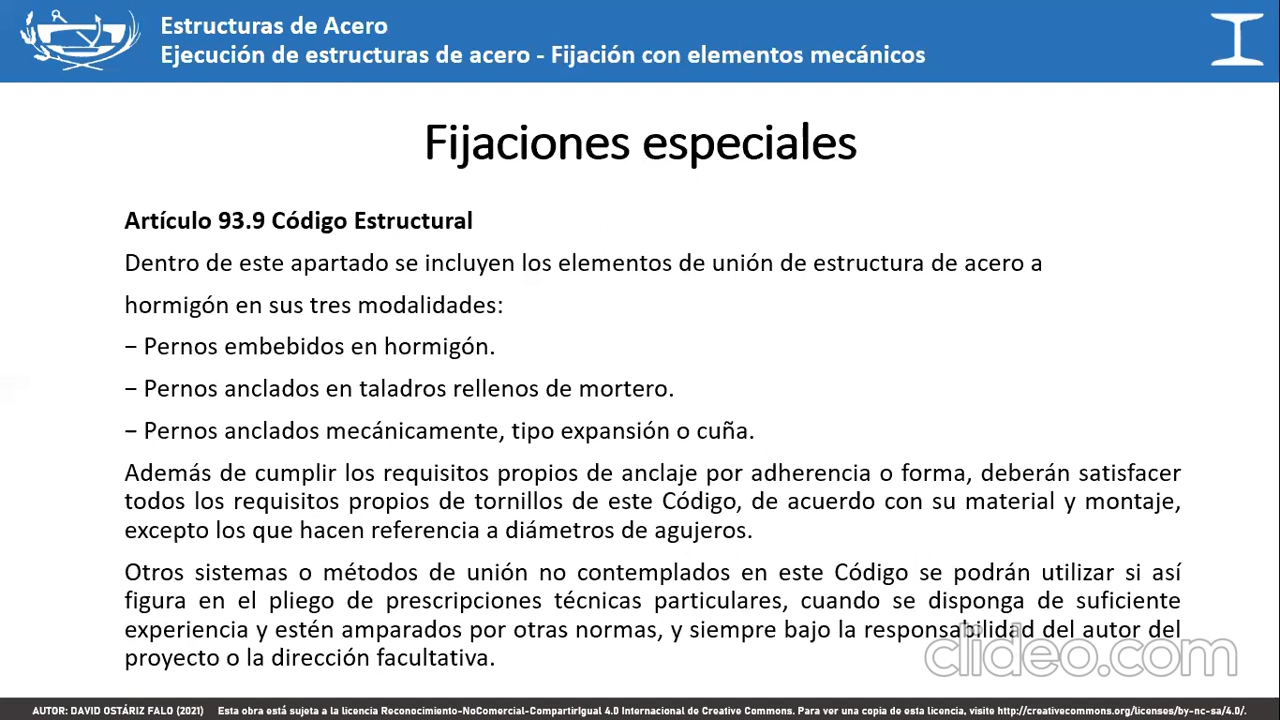 Estructuras de Acero
Ejecución de estructuras de acero - Fijación con elementos mecánicos
Fijaciones especiales
Artículo 93.9 Código Estructural
Dentro de este apartado se incluyen los elementos de unión de estructura de acero a
hormigón en sus tres modalidades:
− Pernos embebidos en hormigón.
− Pernos anclados en taladros rellenos de mortero.
− Pernos anclados mecánicamente, tipo expansión o cuña.
Además de cumplir los requisitos propios de anclaje por adherencia o forma, deberán satisfacer
todos los requisitos propios de tornillos de este Código, de acuerdo con su material y montaje,
excepto los que hacen referencia a diámetros de agujeros.
Otros sistemas o métodos de unión no contemplados en este Código se podrán utilizar si así
figura en el pliego de prescripciones técnicas particulares, cuando se disponga de suficiente
experiencia y estén amparados por otras normas, y siempre bajo la responsabilidad del autor del
proyecto o la dirección facultativa.
clideo.com
AUTOR: DAVID OSTÁRIZ FALO (2021) Esta obra está sujeta a la licencia Reconocimiento-NoComercial-CompartirIgual 4.0 Internacional de Creative Commons. Para ver una copia de esta licencia, visite http://creativecommons.org/licenses/by-nc-sa/4.0/.